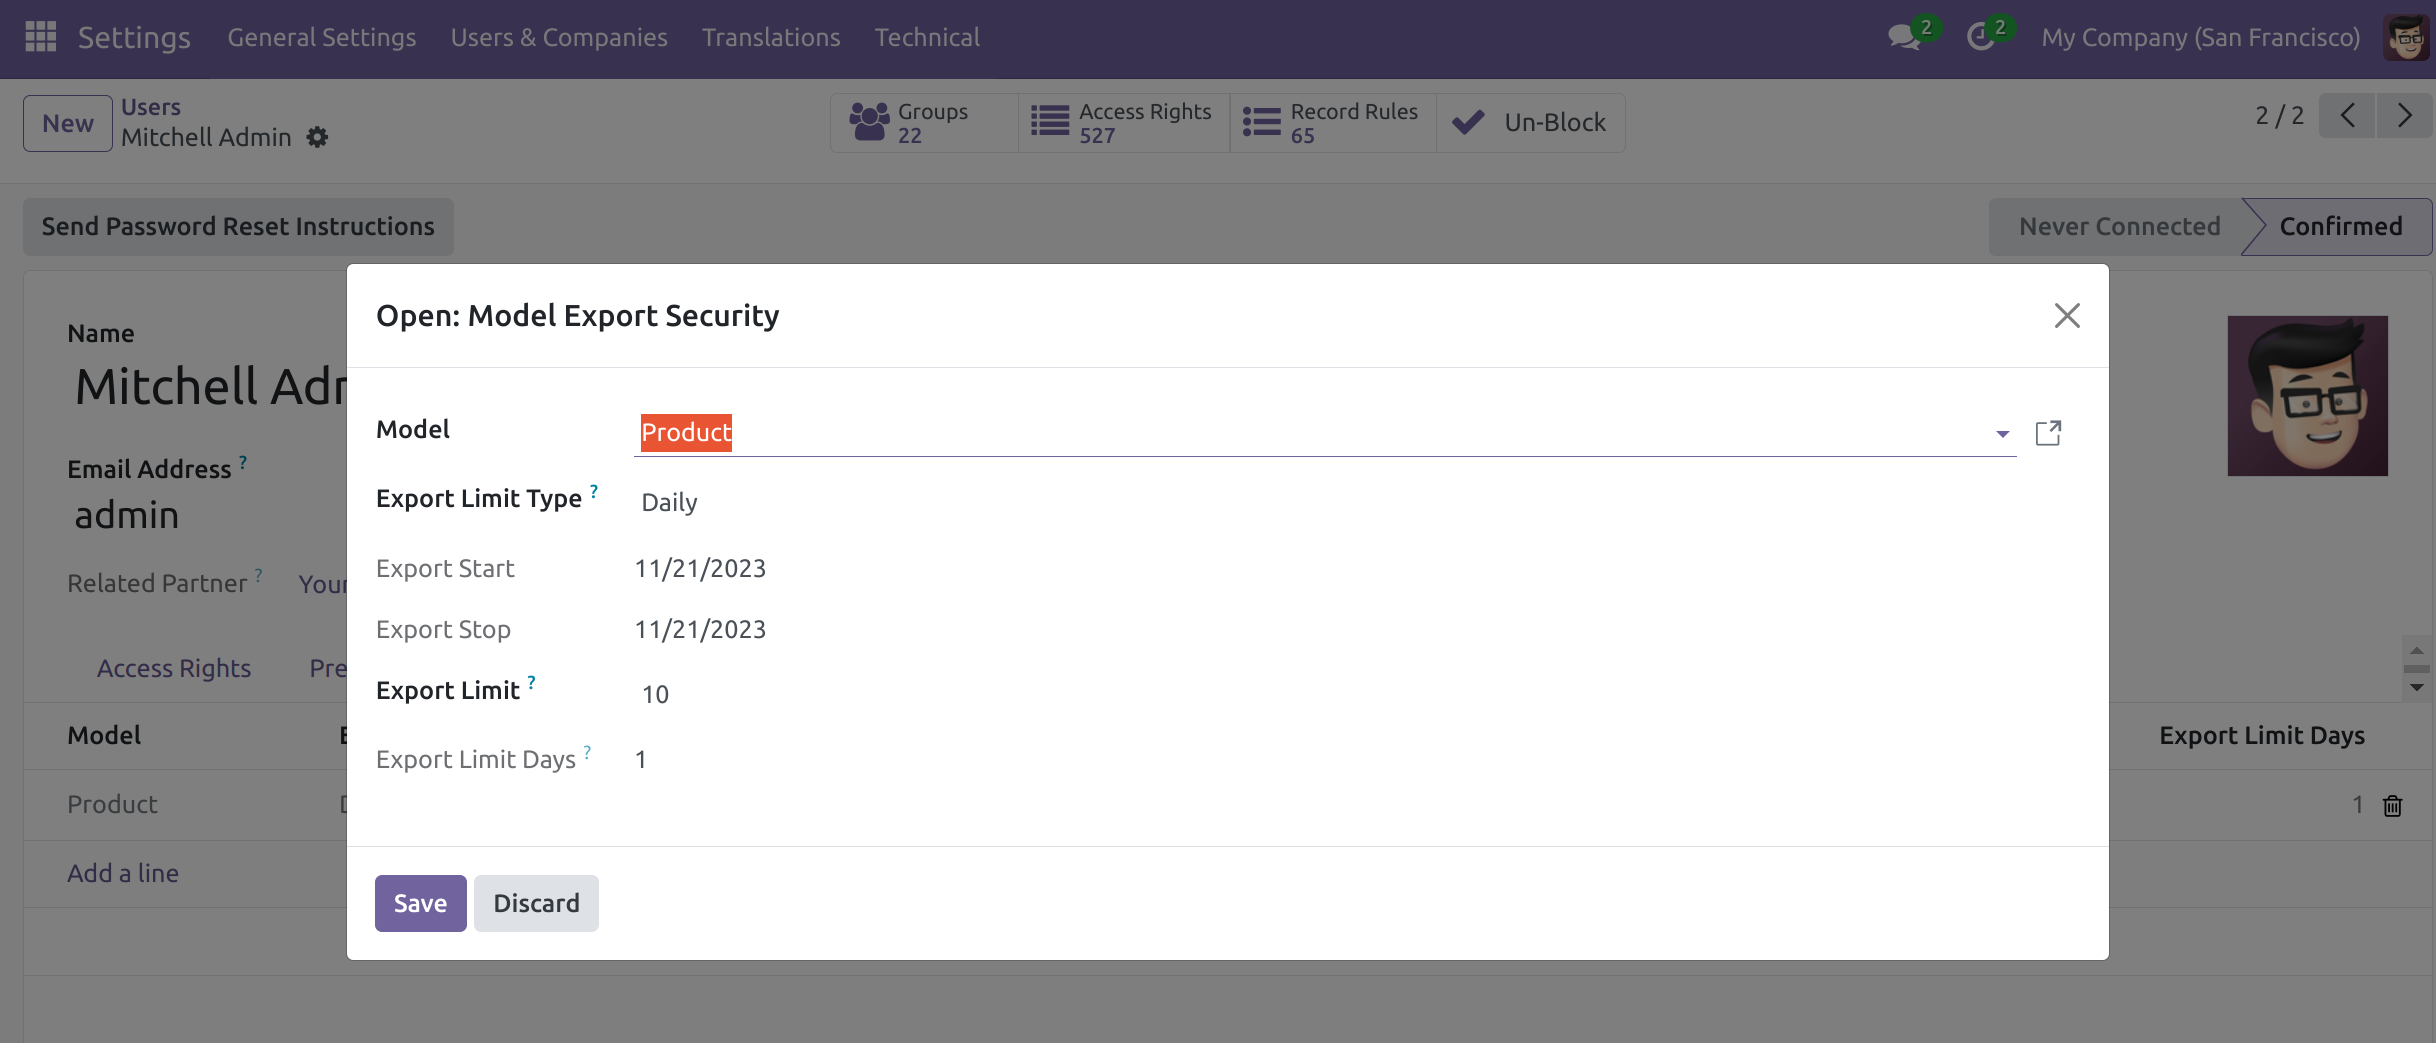 Settings General Settings Users & Companies Translations Technical 2 2 My Company (San Francisco)
New Users Groups 22 Access Rights 527 Record Rules 65 Un-Block 2 / 2
Mitchell Admin
Send Password Reset Instructions Never Connected Confirmed
Open: Model Export Security
Name
Mitchell Adm
Model Product
Email Address ?
admin
Export Limit Type ? Daily
Export Start 11/21/2023
Related Partner ? Your
Export Stop 11/21/2023
Access Rights Pre
Export Limit ? 10
Model E Export Limit Days
Export Limit Days ? 1
Product D 1
Add a line
Save Discard